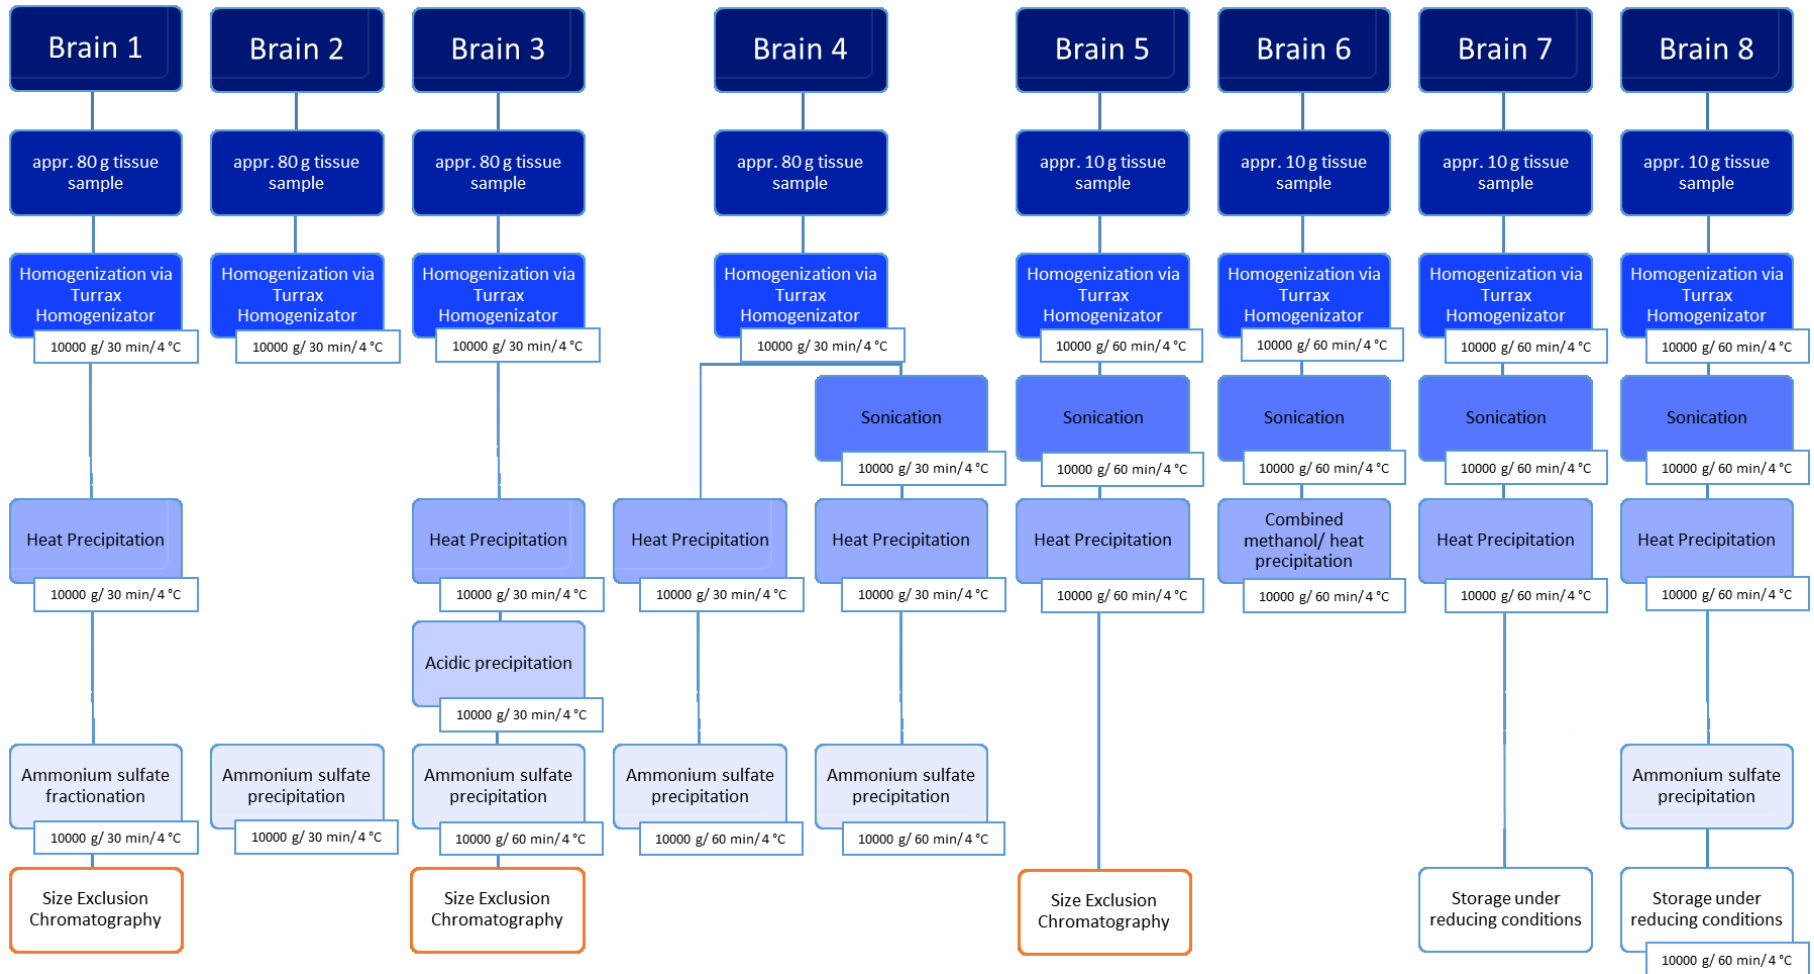 Brain 1
Brain 2
Brain 3
Brain 4
Brain 5
Brain 6
Brain 7
Brain 8
appr. 80 g tissue
sample
appr. 80 g tissue
sample
appr. 80 g tissue
sample
appr. 80 g tissue
sample
appr. 10 g tissue
sample
appr. 10 g tissue
sample
appr. 10 g tissue
sample
appr. 10 g tissue
sample
Homogenization via
Turrax
Homogenizator
10000 g/ 30 min/ 4 °C
Homogenization via
Turrax
Homogenizator
10000 g/ 30 min/ 4 °C
Homogenization via
Turrax
Homogenizator
10000 g/ 30 min/ 4 °C
Homogenization via
Turrax
Homogenizator
10000 g/ 30 min/ 4 °C
Homogenization via
Turrax
Homogenizator
10000 g/ 60 min/ 4 °C
Homogenization via
Turrax
Homogenizator
10000 g/ 60 min/ 4 °C
Homogenization via
Turrax
Homogenizator
10000 g/ 60 min/ 4 °C
Homogenization via
Turrax
Homogenizator
10000 g/ 60 min/ 4 °C
Sonication
10000 g/ 30 min/ 4 °C
Sonication
10000 g/ 60 min/ 4 °C
Sonication
10000 g/ 60 min/ 4 °C
Sonication
10000 g/ 60 min/ 4 °C
Sonication
10000 g/ 60 min/ 4 °C
Heat Precipitation
10000 g/ 30 min/ 4 °C
Heat Precipitation
10000 g/ 30 min/ 4 °C
Heat Precipitation
10000 g/ 30 min/ 4 °C
Heat Precipitation
10000 g/ 30 min/ 4 °C
Heat Precipitation
10000 g/ 60 min/ 4 °C
Combined
methanol/ heat
precipitation
10000 g/ 60 min/ 4 °C
Heat Precipitation
10000 g/ 60 min/ 4 °C
Heat Precipitation
10000 g/ 60 min/ 4 °C
Acidic precipitation
10000 g/ 30 min/ 4 °C
Ammonium sulfate
fractionation
10000 g/ 30 min/ 4 °C
Ammonium sulfate
precipitation
10000 g/ 30 min/ 4 °C
Ammonium sulfate
precipitation
10000 g/ 60 min/ 4 °C
Ammonium sulfate
precipitation
10000 g/ 60 min/ 4 °C
Ammonium sulfate
precipitation
10000 g/ 60 min/ 4 °C
Ammonium sulfate
precipitation
Size Exclusion
Chromatography
Size Exclusion
Chromatography
Size Exclusion
Chromatography
Storage under
reducing conditions
Storage under
reducing conditions
10000 g/ 60 min/ 4 °C